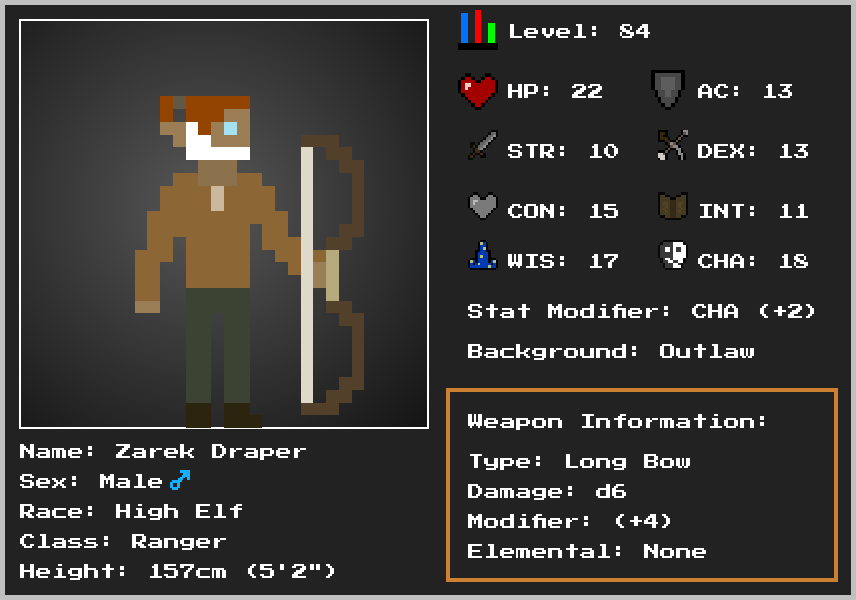 Level: 84
HP: 22
AC: 13
STR: 10
DEX: 13
CON: 15
INT: 11
WIS: 17
CHA: 18
Stat Modifier: CHA (+2)
Background: Outlaw
Weapon Information:
Type: Long Bow
Damage: d6
Modifier: (+4)
Elemental: None
Name: Zarek Draper
Sex: Male♂
Race: High Elf
Class: Ranger
Height: 157cm (5'2")